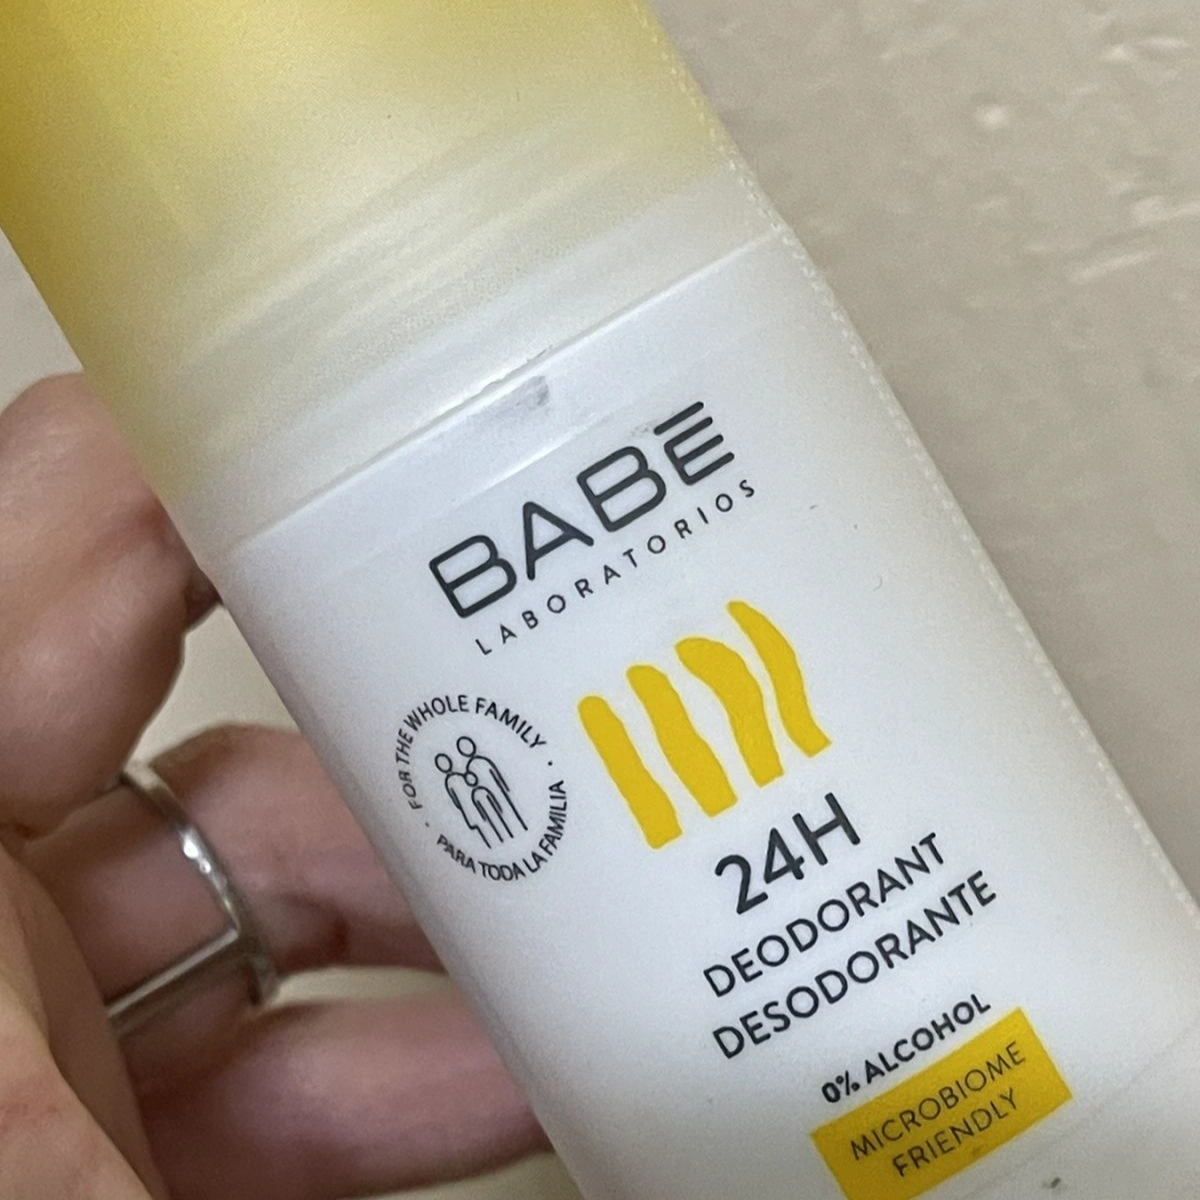 BABĒ
LABORATORIOS
· FOR THE WHOLE FAMILY ·
PARA TODA LA FAMILIA
24H
DEODORANT
DESODORANTE
0% ALCOHOL
MICROBIOME
FRIENDLY